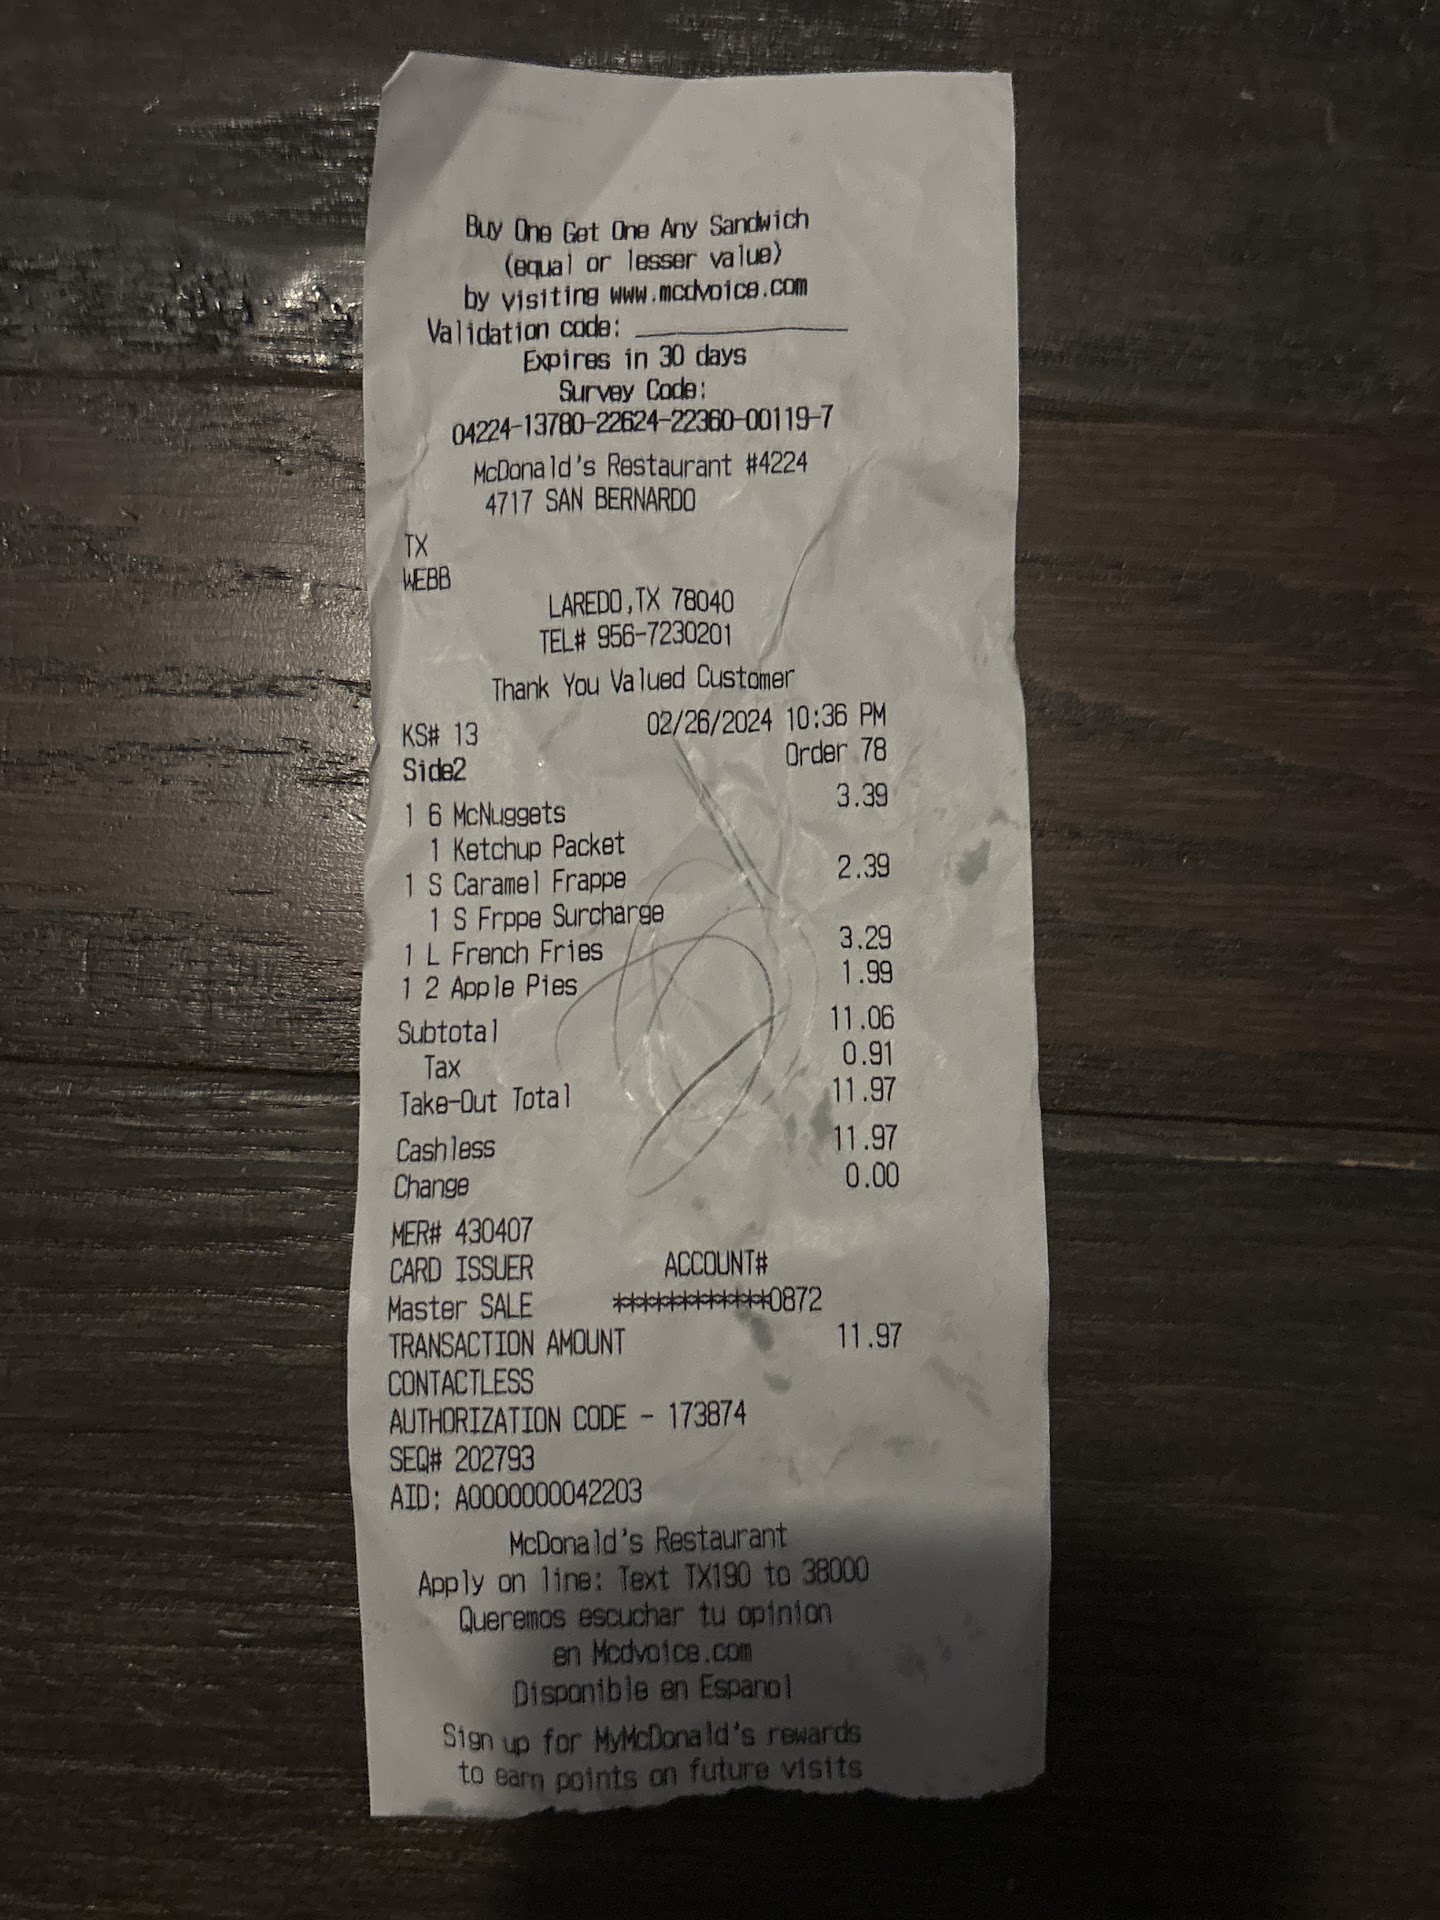 Buy One Get One Any Sandwich
(equal or lesser value)
by visiting www.mcdvoice.com
Validation code: ____________
Expires in 30 days
Survey Code:
04224-13780-22624-22360-00119-7
McDonald's Restaurant #4224
4717 SAN BERNARDO
TX
WEBB
LAREDO,TX 78040
TEL# 956-7230201
Thank You Valued Customer
KS# 13 02/26/2024 10:36 PM
Side2 Order 78
1 6 McNuggets 3.39
1 Ketchup Packet
1 S Caramel Frappe 2.39
1 S Frppe Surcharge
1 L French Fries 3.29
1 2 Apple Pies 1.99
Subtotal 11.06
Tax 0.91
Take-Out Total 11.97
Cashless 11.97
Change 0.00
MER# 430407
CARD ISSUER ACCOUNT#
Master SALE ************0872
TRANSACTION AMOUNT 11.97
CONTACTLESS
AUTHORIZATION CODE - 173874
SEQ# 202793
AID: A0000000042203
McDonald's Restaurant
Apply on line: Text TX190 to 38000
Queremos escuchar tu opinion
en Mcdvoice.com
Disponible en Espanol
Sign up for MyMcDonald's rewards
to earn points on future visits